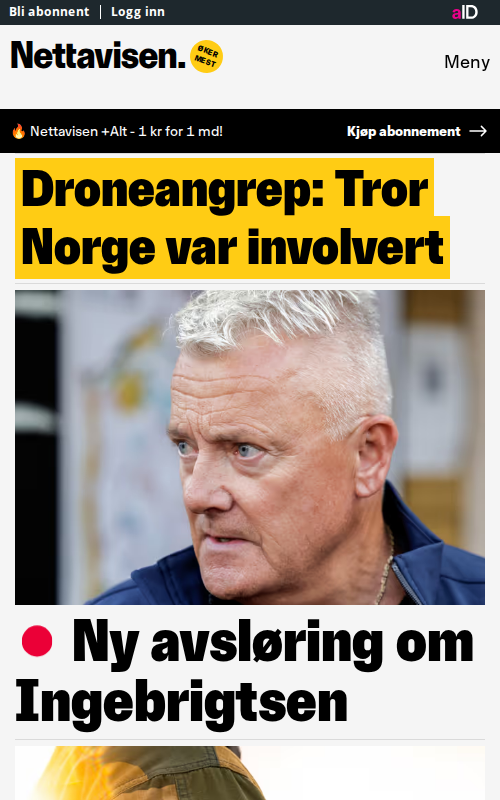 Bli abonnent | Logg inn
aID
Nettavisen.
ØKER
MEST
Meny
🔥 Nettavisen +Alt - 1 kr for 1 md!
Kjøp abonnement →
Droneangrep: Tror
Norge var involvert
Ny avsløring om
Ingebrigtsen